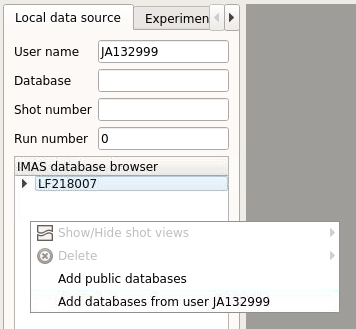 Local data source
Experimen
User name JA132999
Database
Shot number
Run number 0
IMAS database browser
LF218007
Show/Hide shot views
Delete
Add public databases
Add databases from user JA132999